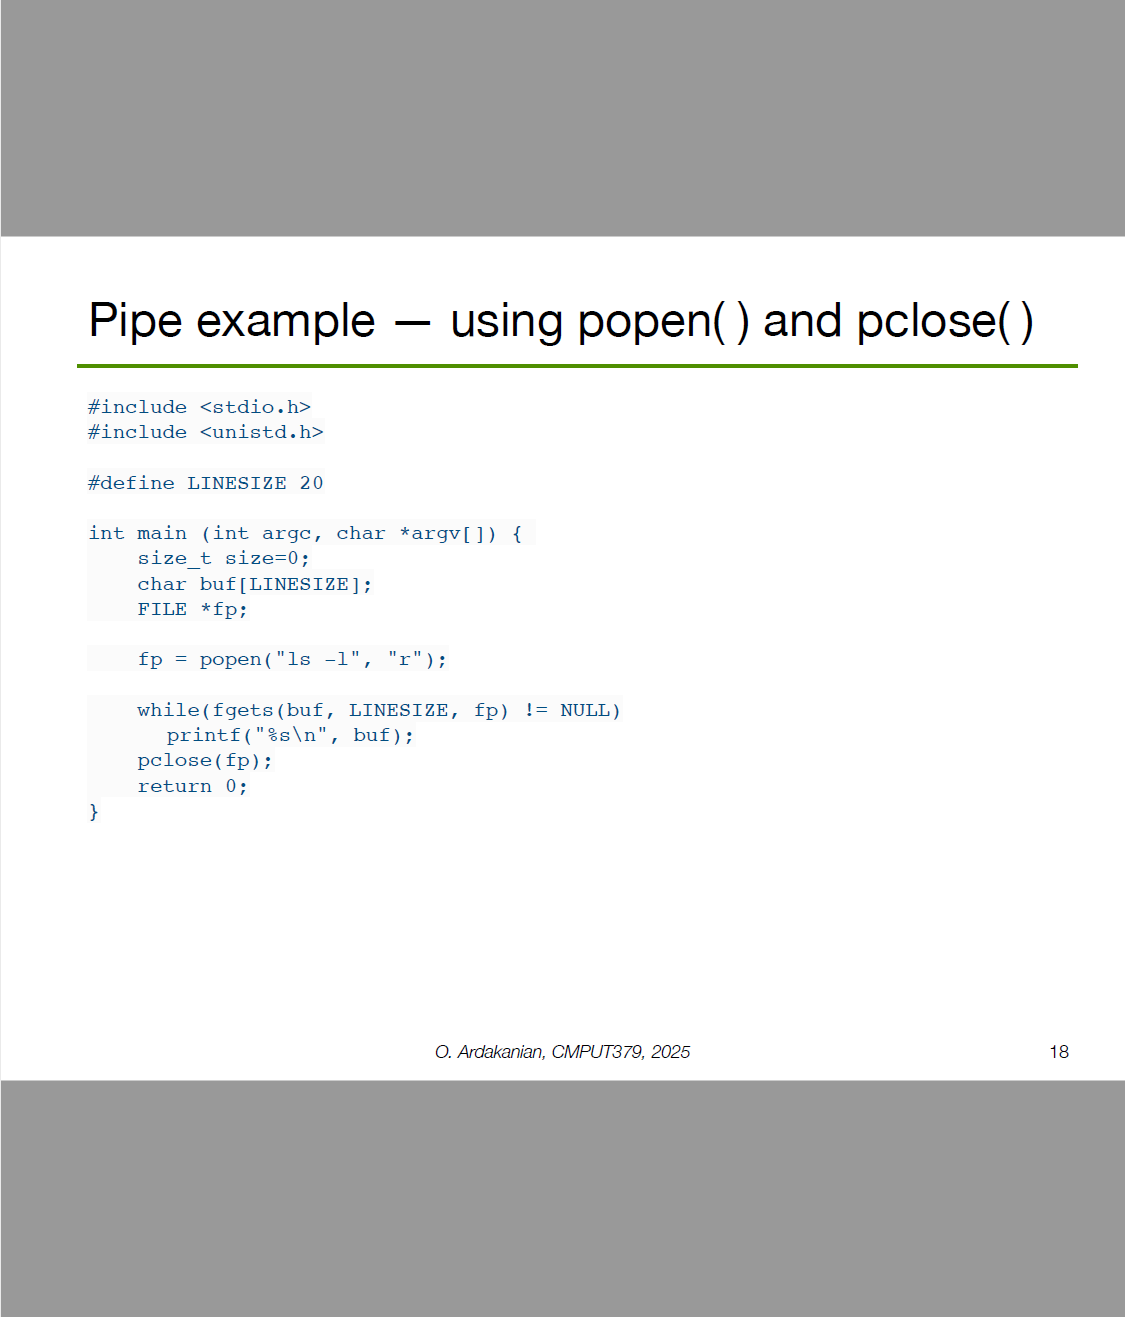 Pipe example — using popen( ) and pclose( )
#include <stdio.h>
#include <unistd.h>
#define LINESIZE 20
int main (int argc, char *argv[]) {
    size_t size=0;
    char buf[LINESIZE];
    FILE *fp;
    fp = popen("ls -l", "r");
    while(fgets(buf, LINESIZE, fp) != NULL)
      printf("%s\n", buf);
    pclose(fp);
    return 0;
}
O. Ardakanian, CMPUT379, 2025
18